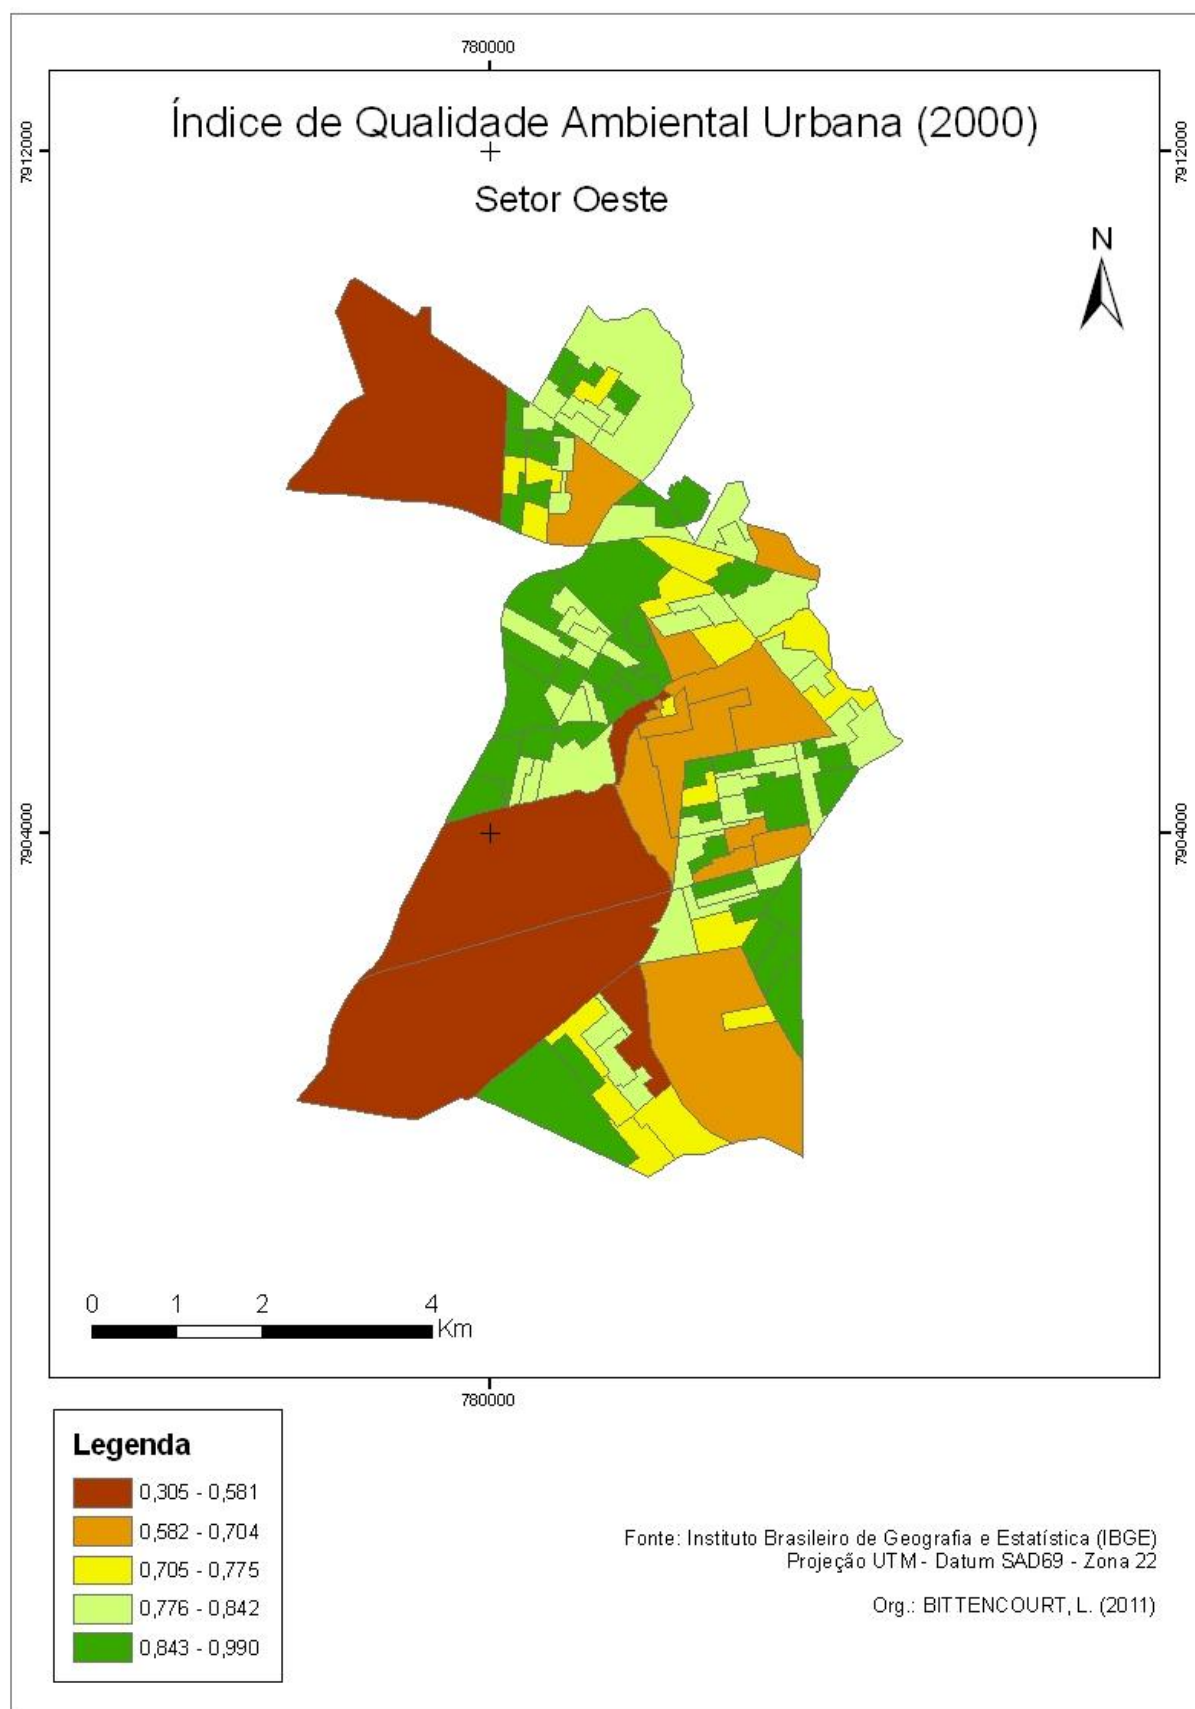 780000
Índice de Qualidade Ambiental Urbana (2000)
7912000
7912000
Setor Oeste
N
7904000
7904000
0 1 2 4
Km
780000
Legenda
0,305 - 0,581
0,582 - 0,704
0,705 - 0,775
0,776 - 0,842
0,843 - 0,990
Fonte: Instituto Brasileiro de Geografia e Estatística (IBGE)
Projeção UTM - Datum SAD69 - Zona 22
Org.: BITTENCOURT, L. (2011)